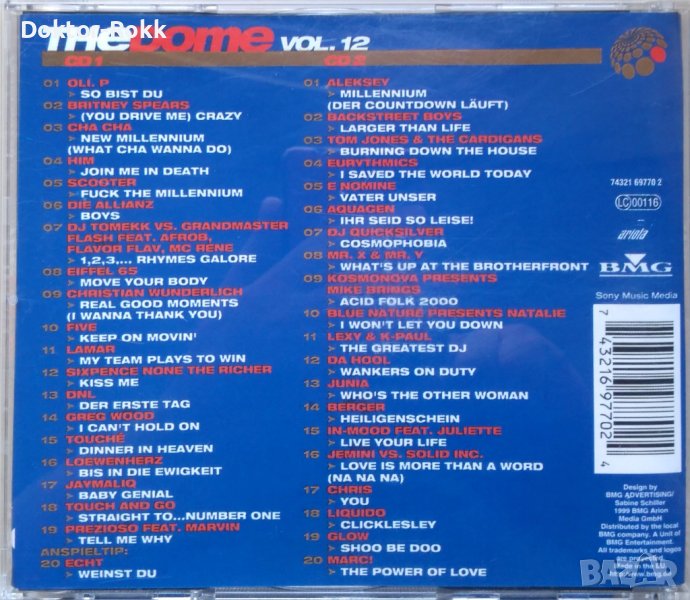 Doktor Rokk
THE DOME VOL. 12
CD 1
01 OLI. P
➤ SO BIST DU
02 BRITNEY SPEARS
➤ (YOU DRIVE ME) CRAZY
03 CHA CHA
➤ NEW MILLENNIUM
(WHAT CHA WANNA DO)
04 HIM
➤ JOIN ME IN DEATH
05 SCOOTER
➤ FUCK THE MILLENNIUM
06 DIE ALLIANZ
➤ BOYS
07 DJ TOMEKK VS. GRANDMASTER
FLASH FEAT. AFROB,
FLAVOR FLAV, MC RENE
➤ 1,2,3,... RHYMES GALORE
08 EIFFEL 65
➤ MOVE YOUR BODY
09 CHRISTIAN WUNDERLICH
➤ REAL GOOD MOMENTS
(I WANNA THANK YOU)
10 FIVE
➤ KEEP ON MOVIN'
11 LAMAR
➤ MY TEAM PLAYS TO WIN
12 SIXPENCE NONE THE RICHER
➤ KISS ME
13 DNL
➤ DER ERSTE TAG
14 GREG WOOD
➤ I CAN'T HOLD ON
15 TOUCHÉ
➤ DINNER IN HEAVEN
16 LOEWENHERZ
➤ BIS IN DIE EWIGKEIT
17 JAYMALIQ
➤ BABY GENIAL
18 TOUCH AND GO
➤ STRAIGHT TO...NUMBER ONE
19 PREZIOSO FEAT. MARVIN
➤ TELL ME WHY
ANSPIELTIP:
20 ECHT
➤ WEINST DU
CD 2
01 ALEKSEY
➤ MILLENNIUM
(DER COUNTDOWN LÄUFT)
02 BACKSTREET BOYS
➤ LARGER THAN LIFE
03 TOM JONES & THE CARDIGANS
➤ BURNING DOWN THE HOUSE
04 EURYTHMICS
➤ I SAVED THE WORLD TODAY
05 E NOMINE
➤ VATER UNSER
06 AQUAGEN
➤ IHR SEID SO LEISE!
07 DJ QUICKSILVER
➤ COSMOPHOBIA
08 MR. X & MR. Y
➤ WHAT'S UP AT THE BROTHERFRONT
09 KOSMONOVA PRESENTS
MIKE BRINGS
➤ ACID FOLK 2000
10 BLUE NATURE PRESENTS NATALIE
➤ I WON'T LET YOU DOWN
11 LEXY & K-PAUL
➤ THE GREATEST DJ
12 DA HOOL
➤ WANKERS ON DUTY
13 JUNIA
➤ WHO'S THE OTHER WOMAN
14 BERGER
➤ HEILIGENSCHEIN
15 IN-MOOD FEAT. JULIETTE
➤ LIVE YOUR LIFE
16 JEMINI VS. SOLID INC.
➤ LOVE IS MORE THAN A WORD
(NA NA NA)
17 CHRIS
➤ YOU
18 LIQUIDO
➤ CLICKLESLEY
19 GLOW
➤ SHOO BE DOO
20 MARC!
➤ THE POWER OF LOVE
74321 69770 2
LC 00116
ariola
BMG
Sony Music Media
7 43216 97702 4
Design by
BMG ADVERTISING/
Sabine Schiller
1999 BMG Arion
Media GmbH
Distributed by the local
BMG company. A Unit of
BMG Entertainment.
All trademarks and logos
are protected.
Made in the E.U.
http://www.bmg.de
BAZAR